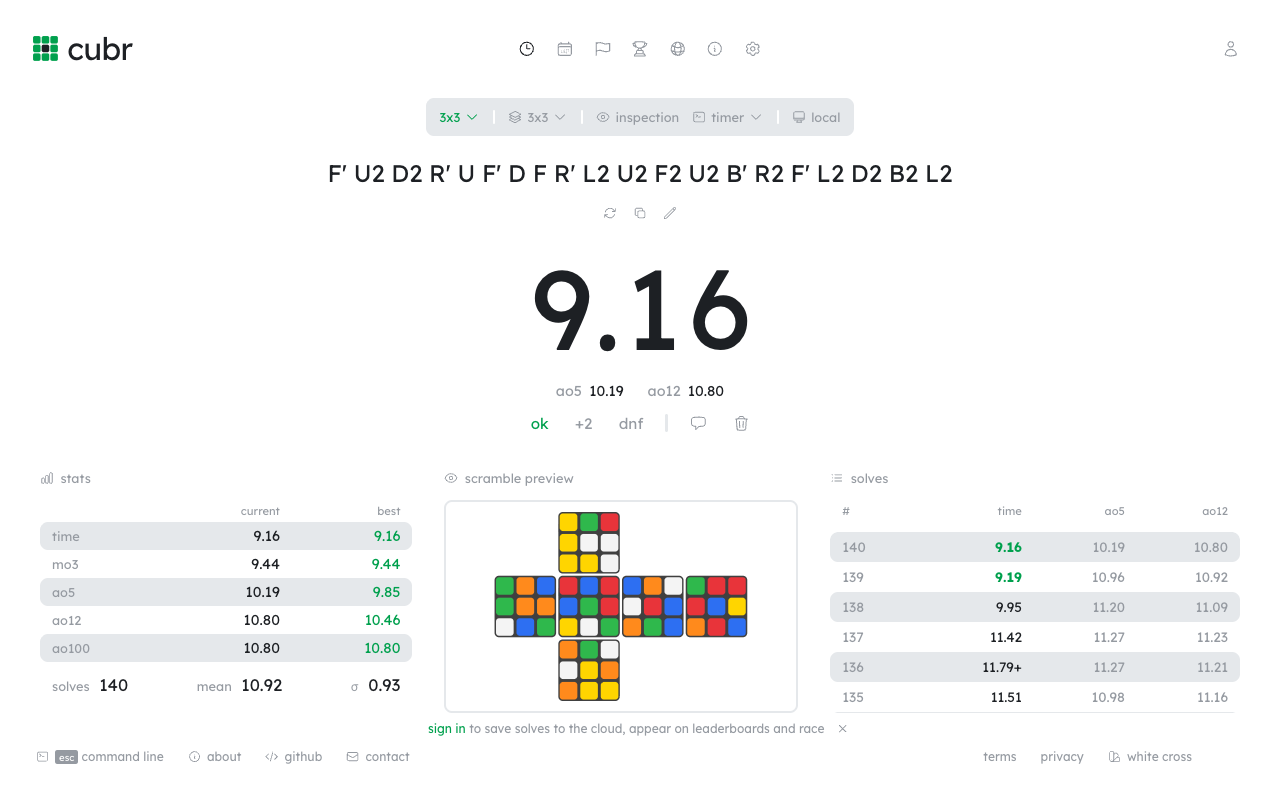 cubr
3x3 3x3 inspection timer local
F' U2 D2 R' U F' D F R' L2 U2 F2 U2 B' R2 F' L2 D2 B2 L2
9.16
ao5 10.19 ao12 10.80
ok +2 dnf
stats
current best
time 9.16 9.16
mo3 9.44 9.44
ao5 10.19 9.85
ao12 10.80 10.46
ao100 10.80 10.80
solves 140 mean 10.92 σ 0.93
scramble preview
solves
# time ao5 ao12
140 9.16 10.19 10.80
139 9.19 10.96 10.92
138 9.95 11.20 11.09
137 11.42 11.27 11.23
136 11.79+ 11.27 11.21
135 11.51 10.98 11.16
sign in to save solves to the cloud, appear on leaderboards and race
esc command line about github contact
terms privacy white cross